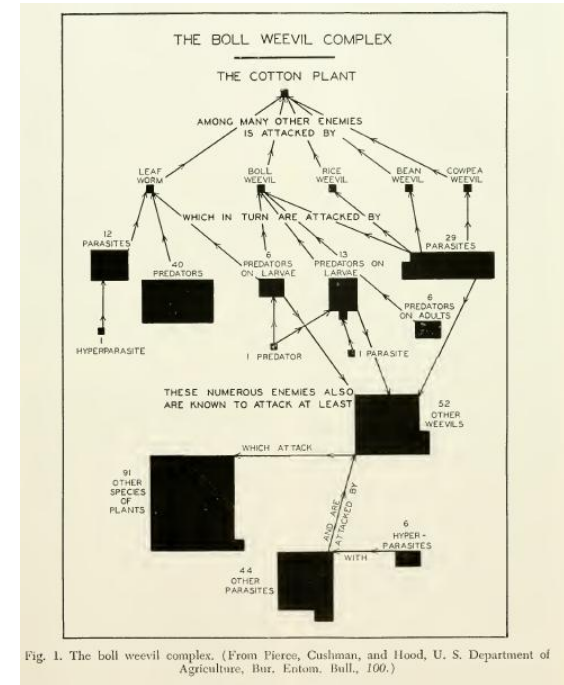 THE BOLL WEEVIL COMPLEX
THE COTTON PLANT
AMONG MANY OTHER ENEMIES
IS ATTACKED BY
LEAF
WORM
BOLL
WEEVIL
RICE
WEEVIL
BEAN
WEEVIL
COWPEA
WEEVIL
WHICH IN TURN ARE ATTACKED BY
12
PARASITES
40
PREDATORS
6
PREDATORS
ON LARVAE
13
PREDATORS ON
LARVAE
29
PARASITES
6
PREDATORS
ON ADULTS
1
HYPERPARASITE
1 PREDATOR
1 PARASITE
THESE NUMEROUS ENEMIES ALSO
ARE KNOWN TO ATTACK AT LEAST
52
OTHER
WEEVILS
WHICH ATTACK
91
OTHER
SPECIES
OF
PLANTS
AND ARE
ATTACKED BY
6
HYPER-
PARASITES
WITH
44
OTHER
PARASITES
Fig. 1. The boll weevil complex. (From Pierce, Cushman, and Hood, U. S. Department of
Agriculture, Bur. Entom. Bull., 100.)